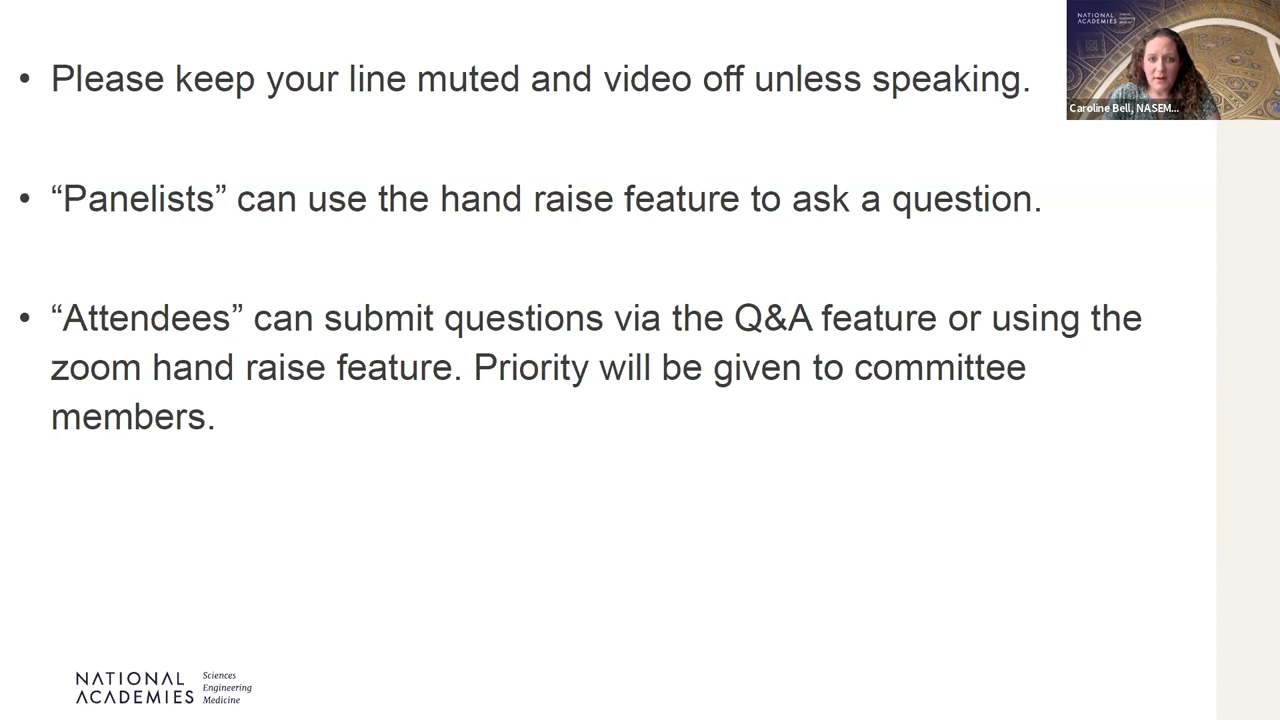 • Please keep your line muted and video off unless speaking.
• “Panelists” can use the hand raise feature to ask a question.
• “Attendees” can submit questions via the Q&A feature or using the
zoom hand raise feature. Priority will be given to committee
members.
NATIONAL
ACADEMIES
Caroline Bell, NASEM...
NATIONAL
ACADEMIES
Sciences
Engineering
Medicine